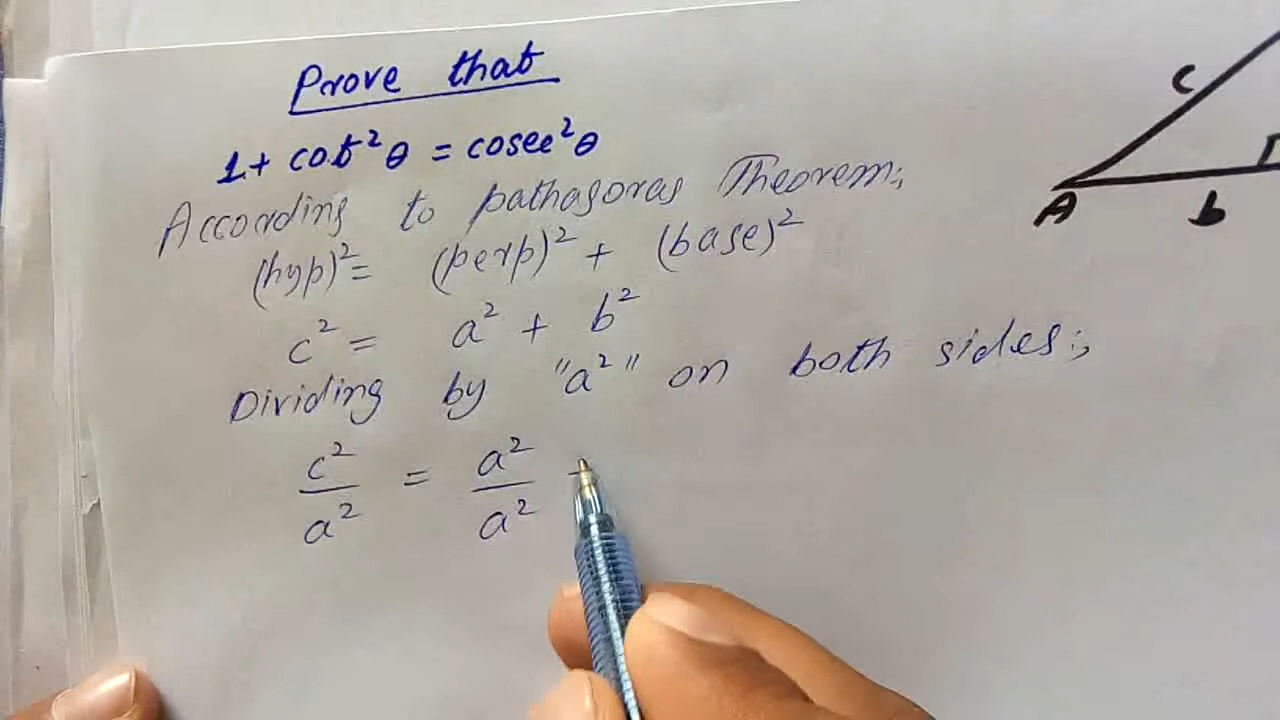 Prove that
1 + cot²θ = cosec²θ
According to pathagoras Theorem;
(hyp)² = (perp)² + (base)²
c² = a² + b²
Dividing by "a²" on both sides;
c²/a² = a²/a² +
C
A
b